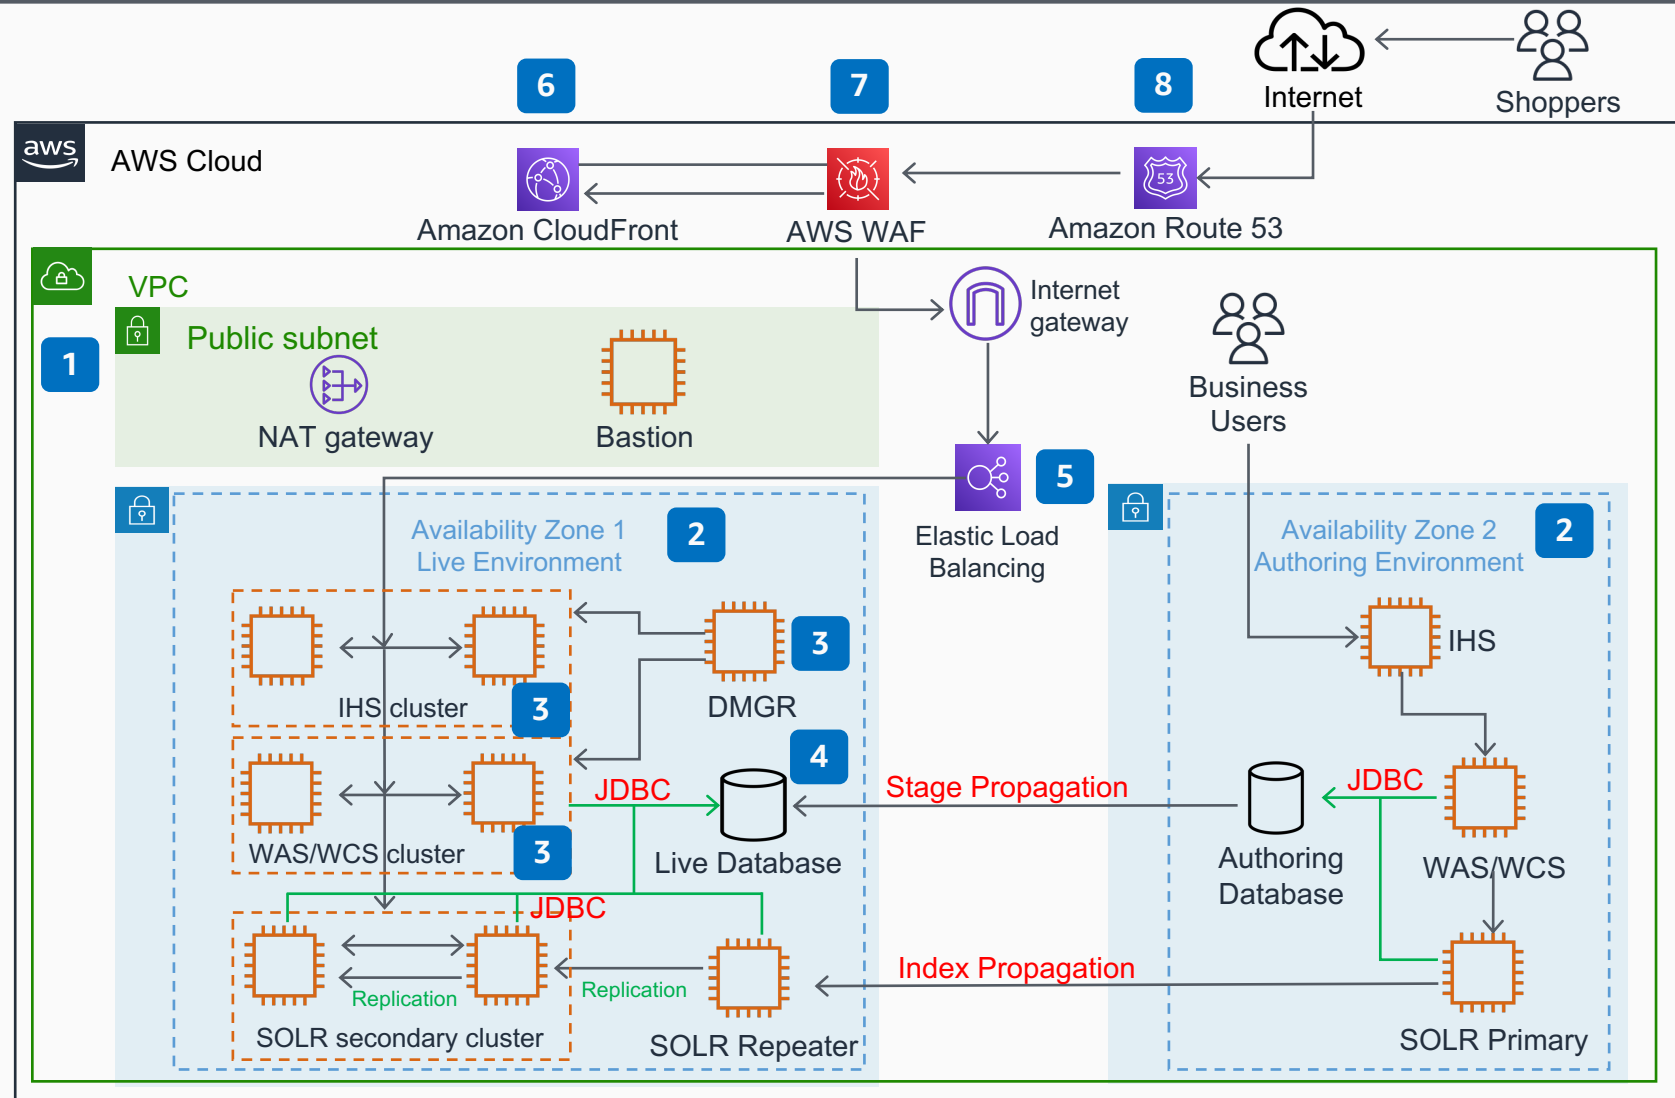 6
7
8
Internet
Shoppers
aws
AWS Cloud
53
Amazon CloudFront
AWS WAF
Amazon Route 53
VPC
Internet
gateway
1
Public subnet
NAT gateway
Bastion
Business
Users
5
Elastic Load
Balancing
Availability Zone 1
Live Environment
2
Availability Zone 2
Authoring Environment
2
3
IHS
IHS cluster
3
DMGR
4
JDBC
Stage Propagation
JDBC
WAS/WCS cluster
3
Live Database
Authoring
Database
WAS/WCS
JDBC
Index Propagation
Replication
Replication
SOLR secondary cluster
SOLR Repeater
SOLR Primary